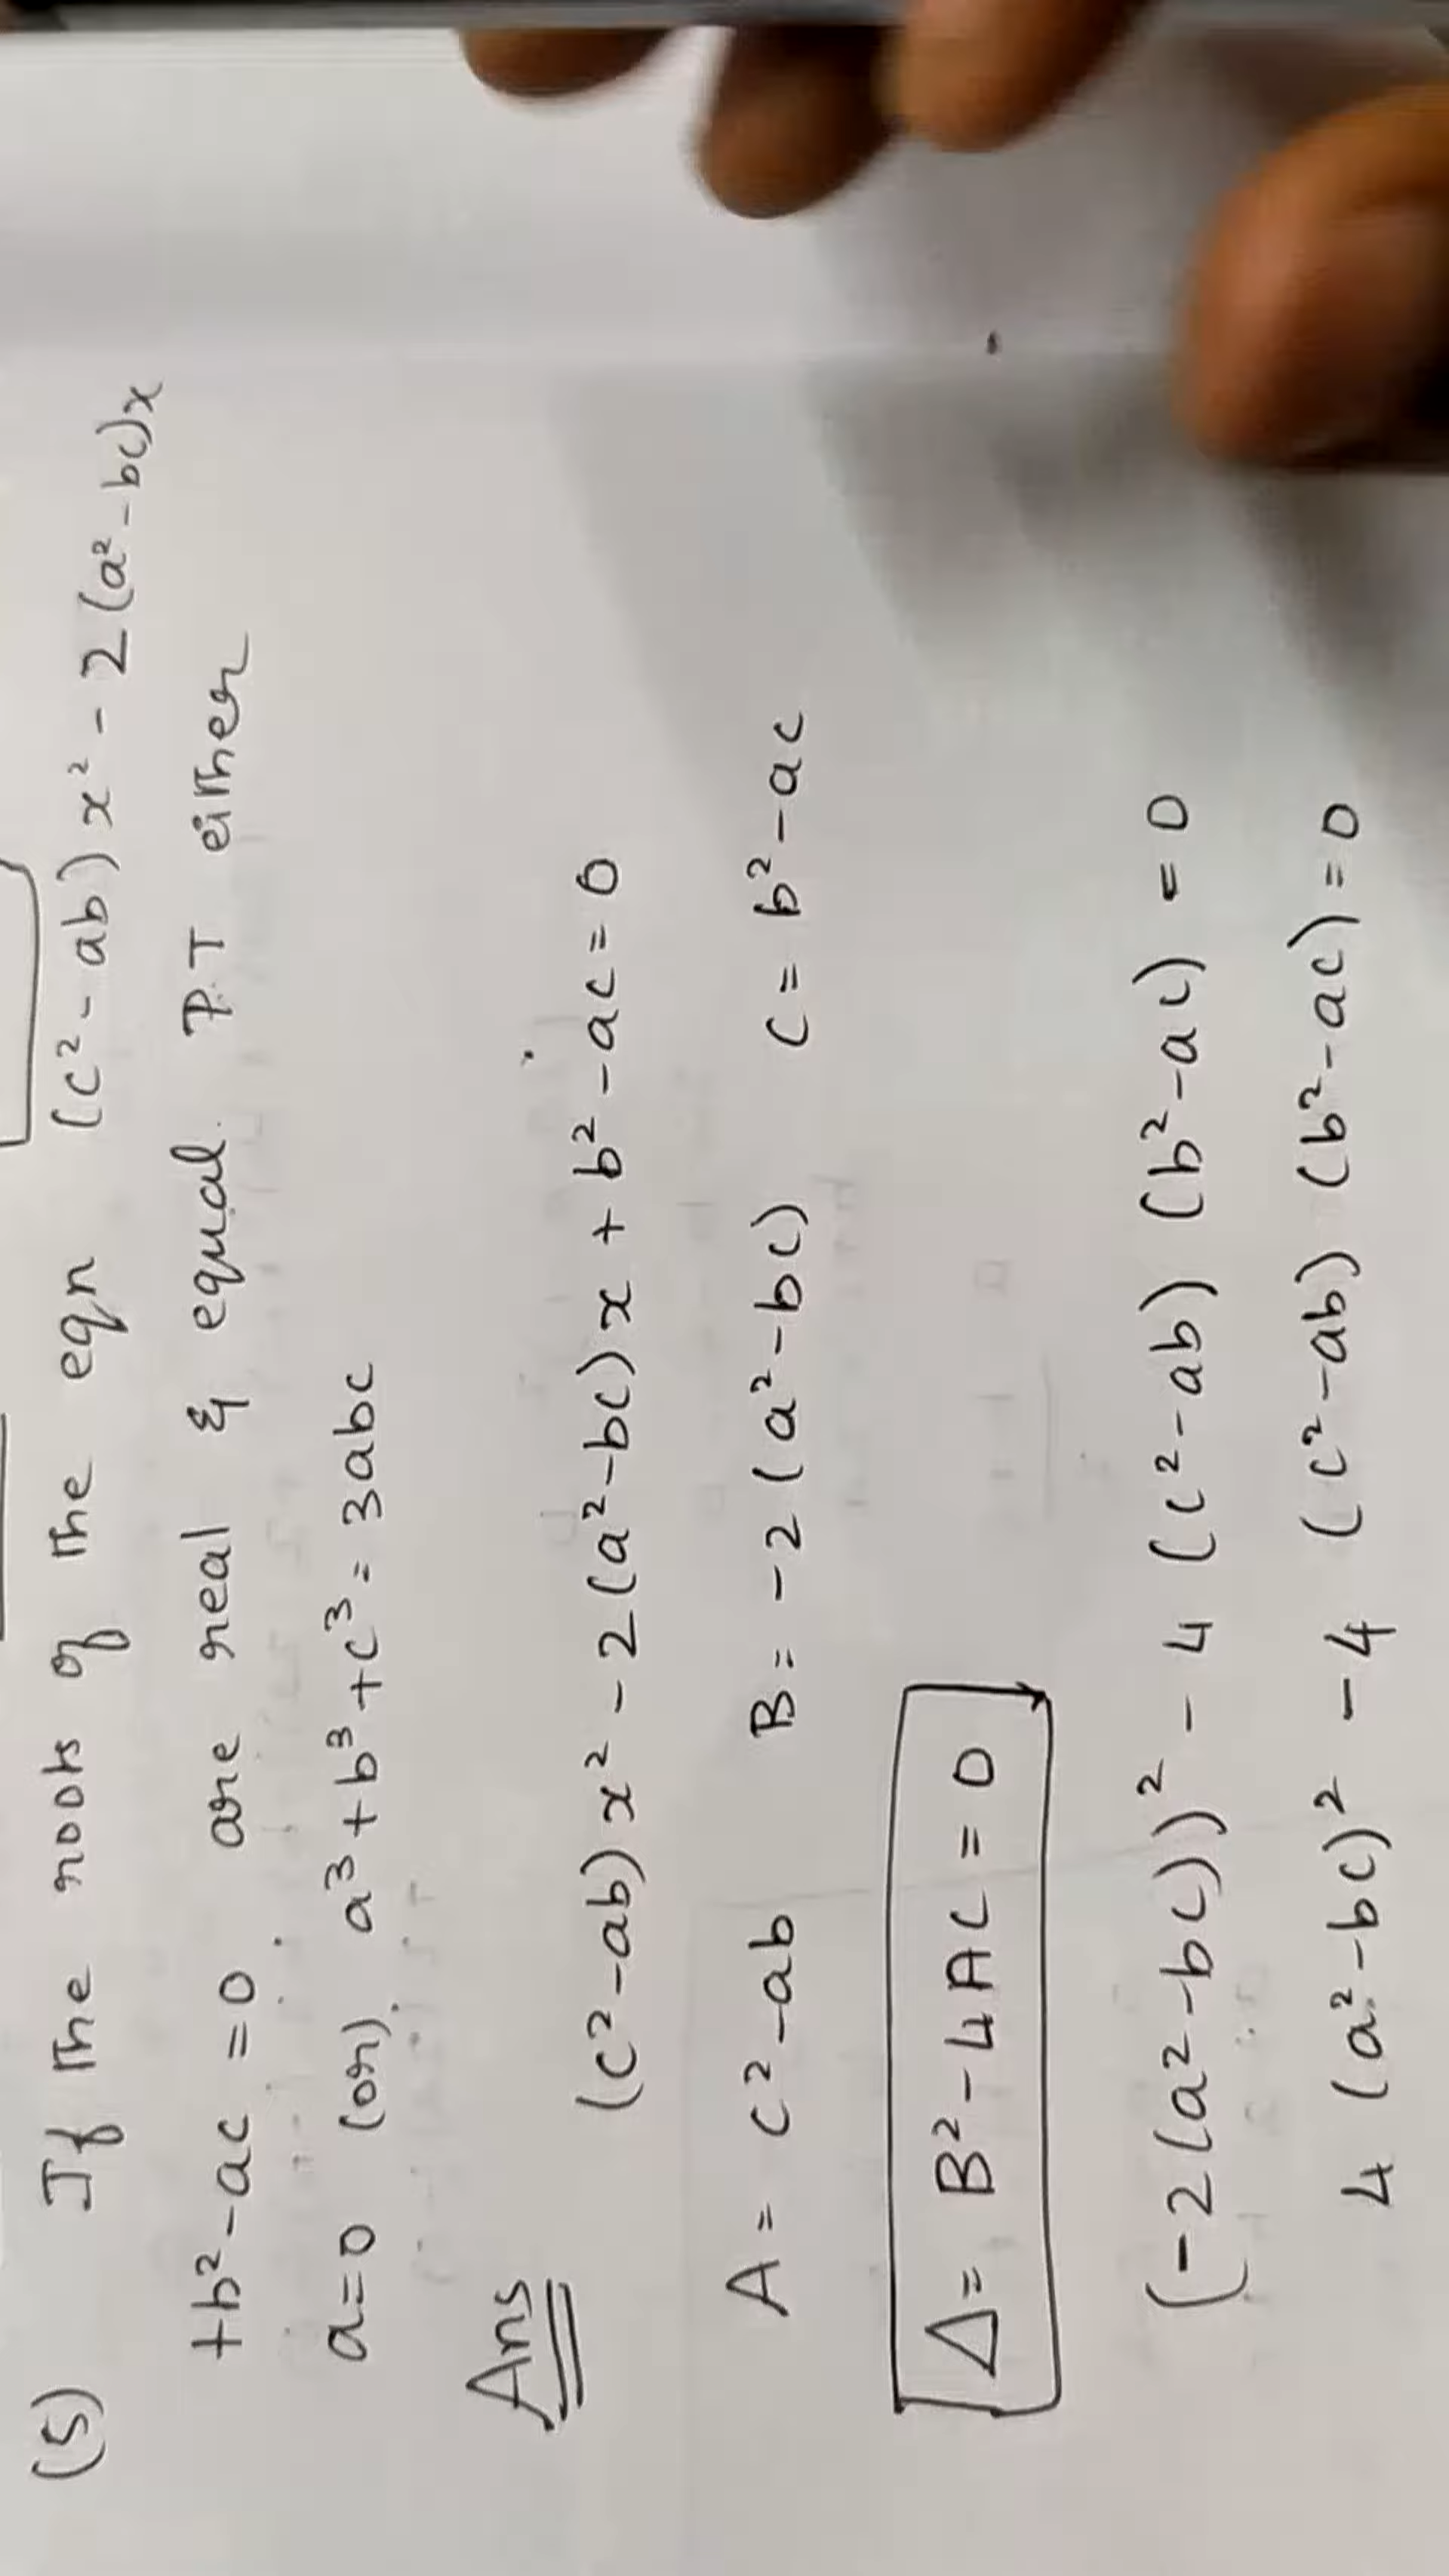 (5) If the roots of the eqn (c² - ab) x² - 2 (a² - bc)x
+b² - ac = 0 are real & equal. P.T either
a=0 (or) a³ + b³ + c³ = 3abc
Ans
(c² - ab) x² - 2 (a² - bc) x + b² - ac = 0
A = c² - ab B = -2 (a² - bc) C = b² - ac
Δ = B² - 4AC = 0
(-2 (a² - bc))² - 4 (c² - ab) (b² - ac) = 0
4 (a² - bc)² - 4 (c² - ab) (b² - ac) = 0